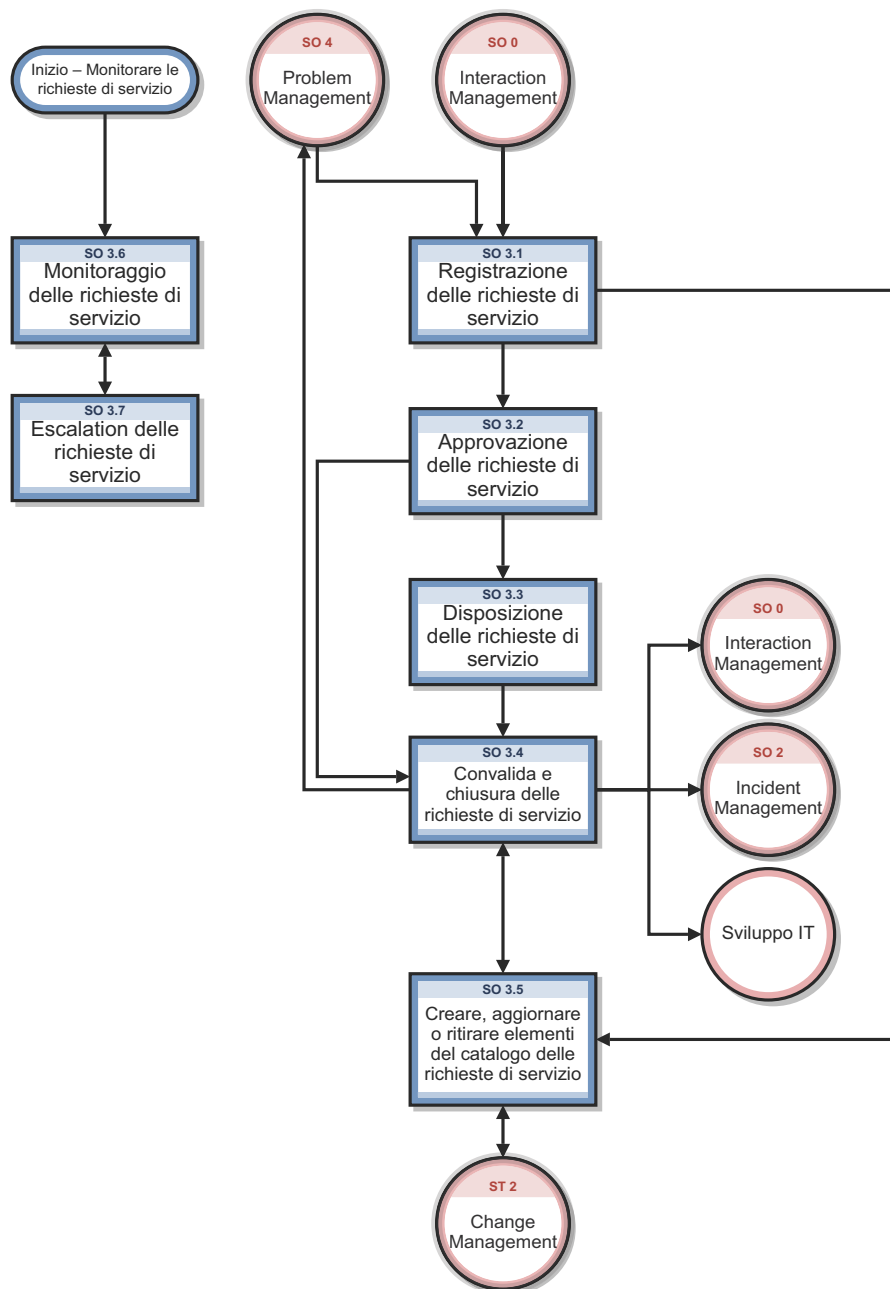 Inizio – Monitorare le
richieste di servizio
SO 4
Problem
Management
SO 0
Interaction
Management
SO 3.6
Monitoraggio
delle richieste di
servizio
SO 3.1
Registrazione
delle richieste di
servizio
SO 3.7
Escalation delle
richieste di
servizio
SO 3.2
Approvazione
delle richieste di
servizio
SO 3.3
Disposizione
delle richieste di
servizio
SO 0
Interaction
Management
SO 3.4
Convalida e
chiusura delle
richieste di servizio
SO 2
Incident
Management
Sviluppo IT
SO 3.5
Creare, aggiornare
o ritirare elementi
del catalogo delle
richieste di servizio
ST 2
Change
Management